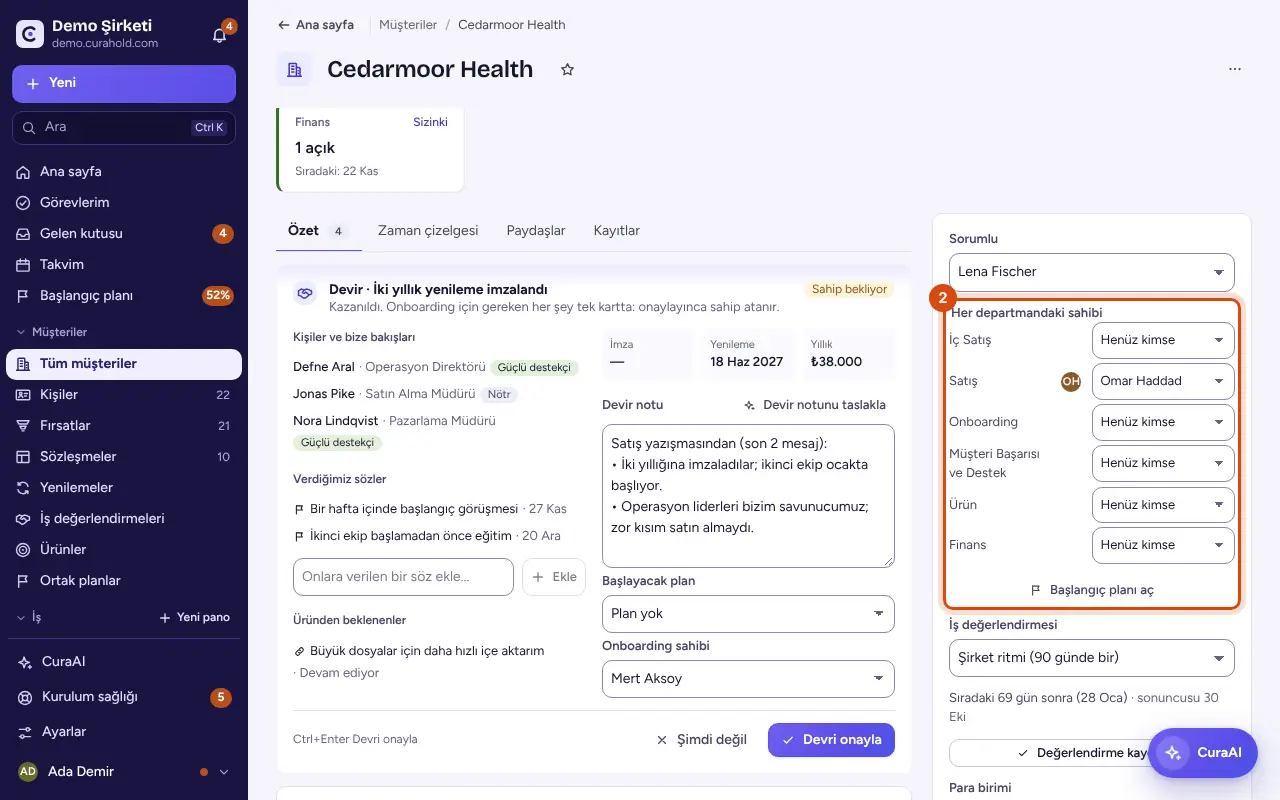 Demo Şirketi
demo.curahold.com
4
Yeni
Ara
Ctrl K
Ana sayfa
Görevlerim
Gelen kutusu
4
Takvim
Başlangıç planı
52%
Müşteriler
Tüm müşteriler
Kişiler
22
Fırsatlar
21
Sözleşmeler
10
Yenilemeler
İş değerlendirmeleri
Ürünler
Ortak planlar
İş
Yeni pano
CuraAI
Kurulum sağlığı
5
Ayarlar
AD
Ada Demir
Ana sayfa
Müşteriler / Cedarmoor Health
Cedarmoor Health
Finans
Sizinki
1 açık
Sıradaki: 22 Kas
Özet 4
Zaman çizelgesi
Paydaşlar
Kayıtlar
Devir · İki yıllık yenileme imzalandı
Sahip bekliyor
Kazanıldı. Onboarding için gereken her şey tek kartta: onaylayınca sahip atanır.
Kişiler ve bize bakışları
Defne Aral · Operasyon Direktörü Güçlü destekçi
Jonas Pike · Satın Alma Müdürü Nötr
Nora Lindqvist · Pazarlama Müdürü
Güçlü destekçi
Verdiğimiz sözler
Bir hafta içinde başlangıç görüşmesi · 27 Kas
İkinci ekip başlamadan önce eğitim · 20 Ara
Onlara verilen bir söz ekle...
Ekle
Üründen beklenenler
Büyük dosyalar için daha hızlı içe aktarım
· Devam ediyor
İmza
—
Yenileme
18 Haz 2027
Yıllık
₺38.000
Devir notu
Devir notunu taslakla
Satış yazışmasından (son 2 mesaj):
• İki yıllığına imzaladılar; ikinci ekip ocakta
başlıyor.
• Operasyon liderleri bizim savunucumuz;
zor kısım satın almaydı.
Başlayacak plan
Plan yok
Onboarding sahibi
Mert Aksoy
Ctrl+Enter Devri onayla
Şimdi değil
Devri onayla
Sorumlu
Lena Fischer
2
Her departmandaki sahibi
İç Satış
Henüz kimse
Satış
OH
Omar Haddad
Onboarding
Henüz kimse
Müşteri Başarısı
ve Destek
Henüz kimse
Ürün
Henüz kimse
Finans
Henüz kimse
Başlangıç planı aç
İş değerlendirmesi
Şirket ritmi (90 günde bir)
Sıradaki 69 gün sonra (28 Oca) · sonuncusu 30
Eki
Değerlendirme kay
CuraAI
Para birimi